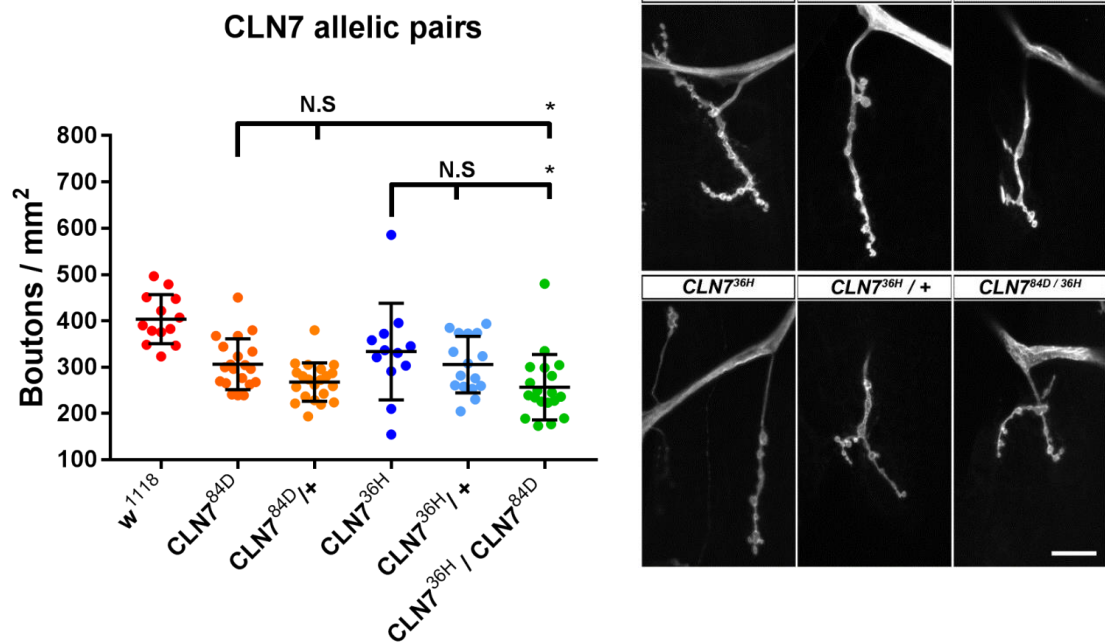 CLN7 allelic pairs
N.S
*
N.S
*
Boutons / mm²
800
700
600
500
400
300
200
100
w¹¹¹⁸
CLN7⁸⁴ᴰ
CLN7⁸⁴ᴰ/+
CLN7³⁶ᴴ
CLN7³⁶ᴴ/+
CLN7³⁶ᴴ / CLN7⁸⁴ᴰ
CLN7³⁶ᴴ
CLN7³⁶ᴴ / +
CLN7⁸⁴ᴰ ᐟ ³⁶ᴴ